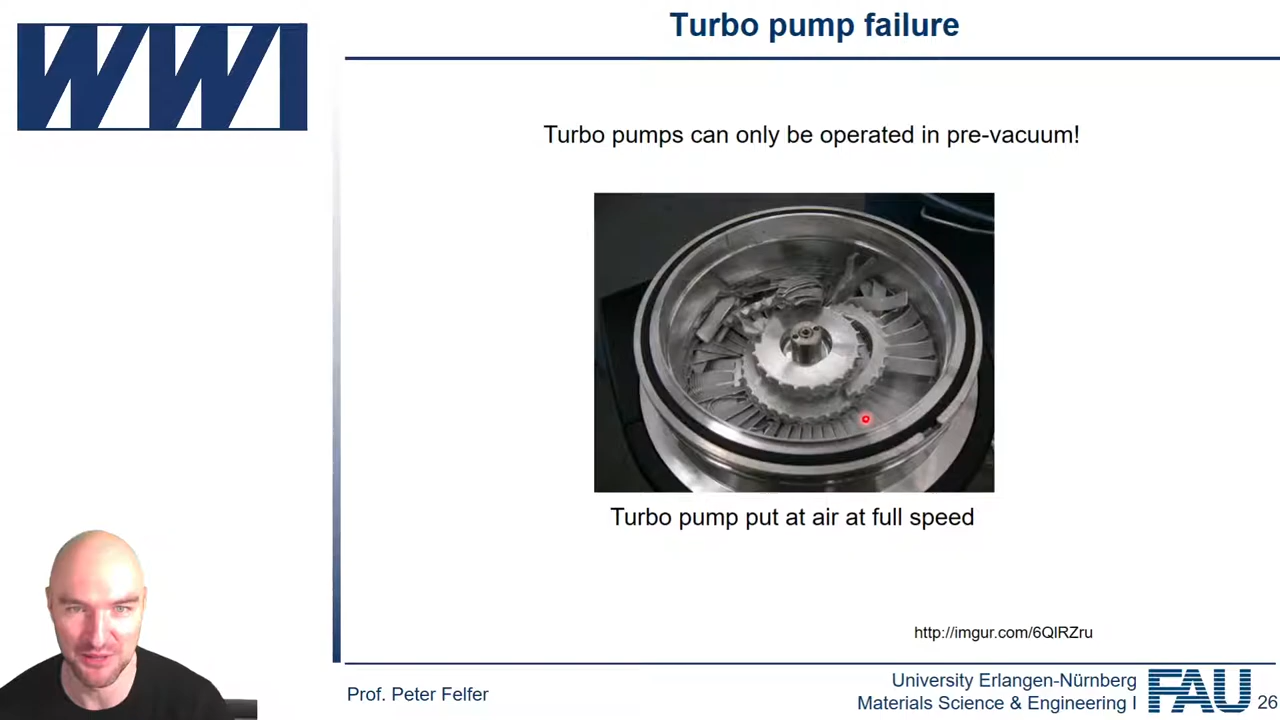 WWI
Turbo pump failure
Turbo pumps can only be operated in pre-vacuum!
Turbo pump put at air at full speed
http://imgur.com/6QlRZru
Prof. Peter Felfer
University Erlangen-Nürnberg
Materials Science & Engineering I
FAU
26